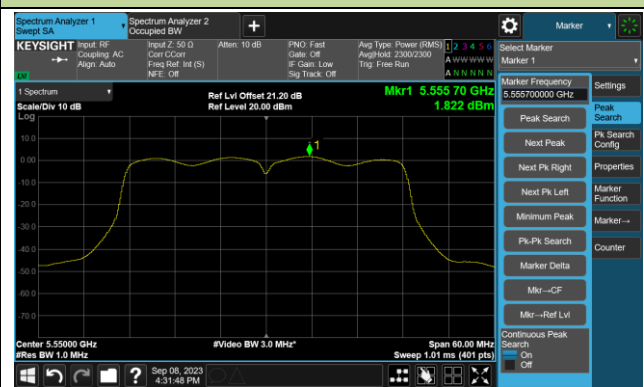 Spectrum Analyzer 1
Swept SA
Spectrum Analyzer 2
Occupied BW
+
Marker
KEYSIGHT
Input: RF
Coupling: AC
Align: Auto
Input Z: 50 Ω
Corr CCorr
Freq Ref: Int (S)
NFE: Off
Atten: 10 dB
PNO: Fast
Gate: Off
IF Gain: Low
Sig Track: Off
Avg Type: Power (RMS)
Avg|Hold: 2300/2300
Trig: Free Run
1 2 3 4 5 6
A W W W W W
A N N N N N
LXI
Select Marker
Marker 1
Marker Frequency
5.555700000 GHz
Settings
Peak Search
Peak
Search
Next Peak
Pk Search
Config
Next Pk Right
Properties
Next Pk Left
Marker
Function
Minimum Peak
Marker→
Pk-Pk Search
Counter
Marker Delta
Mkr→CF
Mkr→Ref Lvl
Continuous Peak
Search
On
Off
1 Spectrum
Scale/Div 10 dB
Log
Ref Lvl Offset 21.20 dB
Ref Level 20.00 dBm
Mkr1 5.555 70 GHz
1.822 dBm
1
10.0
0.00
-10.0
-20.0
-30.0
-40.0
-50.0
-60.0
-70.0
Center 5.55000 GHz
#Res BW 1.0 MHz
#Video BW 3.0 MHz*
Span 60.00 MHz
Sweep 1.01 ms (401 pts)
?
Sep 08, 2023
4:31:48 PM